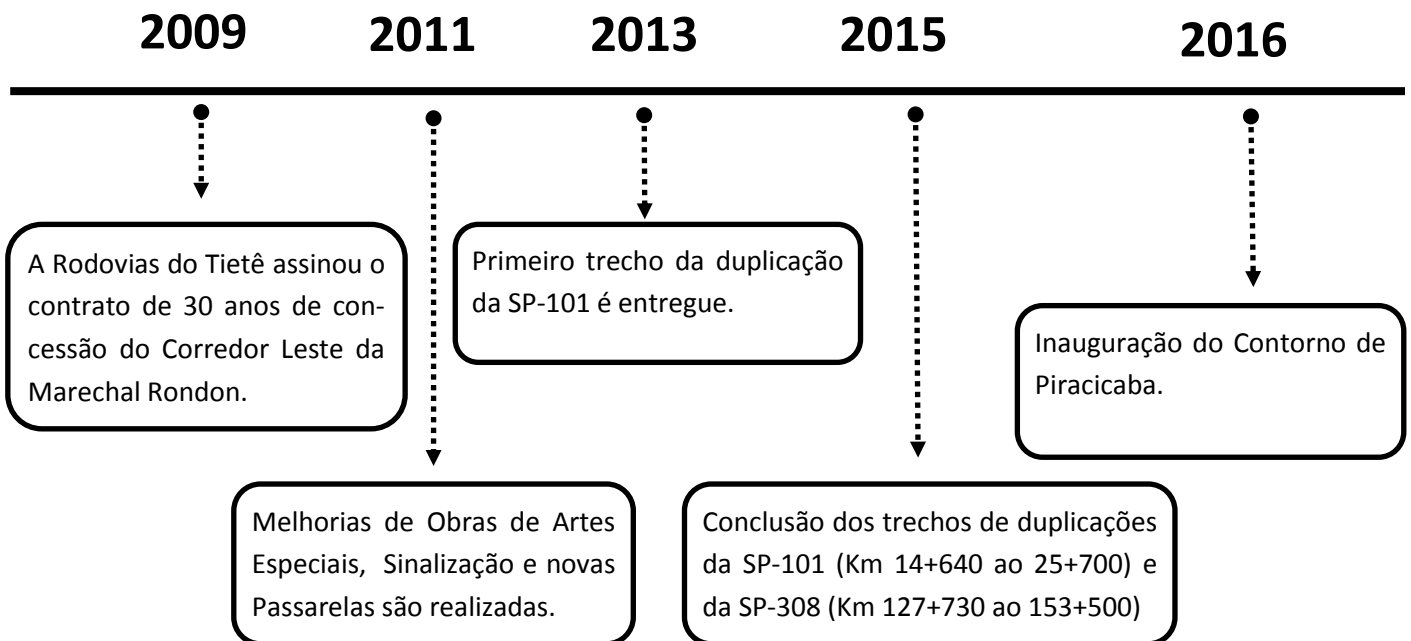 2009
2011
2013
2015
2016
A Rodovias do Tietê assinou o
contrato de 30 anos de con-
cessão do Corredor Leste da
Marechal Rondon.
Melhorias de Obras de Artes
Especiais, Sinalização e novas
Passarelas são realizadas.
Primeiro trecho da duplicação
da SP-101 é entregue.
Conclusão dos trechos de duplicações
da SP-101 (Km 14+640 ao 25+700) e
da SP-308 (Km 127+730 ao 153+500)
Inauguração do Contorno de
Piracicaba.